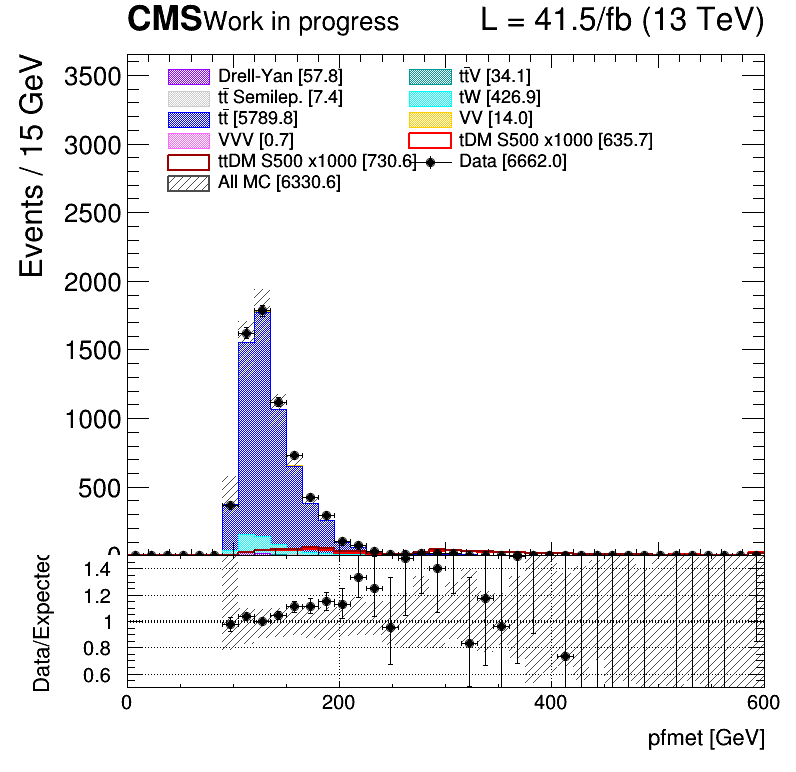 CMS Work in progress L = 41.5/fb (13 TeV)
Events / 15 GeV
3500
3000
2500
2000
1500
1000
500
0
Drell-Yan [57.8] tt̄V [34.1]
tt̄ Semilep. [7.4] tW [426.9]
tt̄ [5789.8] VV [14.0]
VVV [0.7] tDM S500 x1000 [635.7]
ttDM S500 x1000 [730.6] Data [6662.0]
All MC [6330.6]
Data/Expected
1.4
1.2
1
0.8
0.6
0 200 400 600
pfmet [GeV]